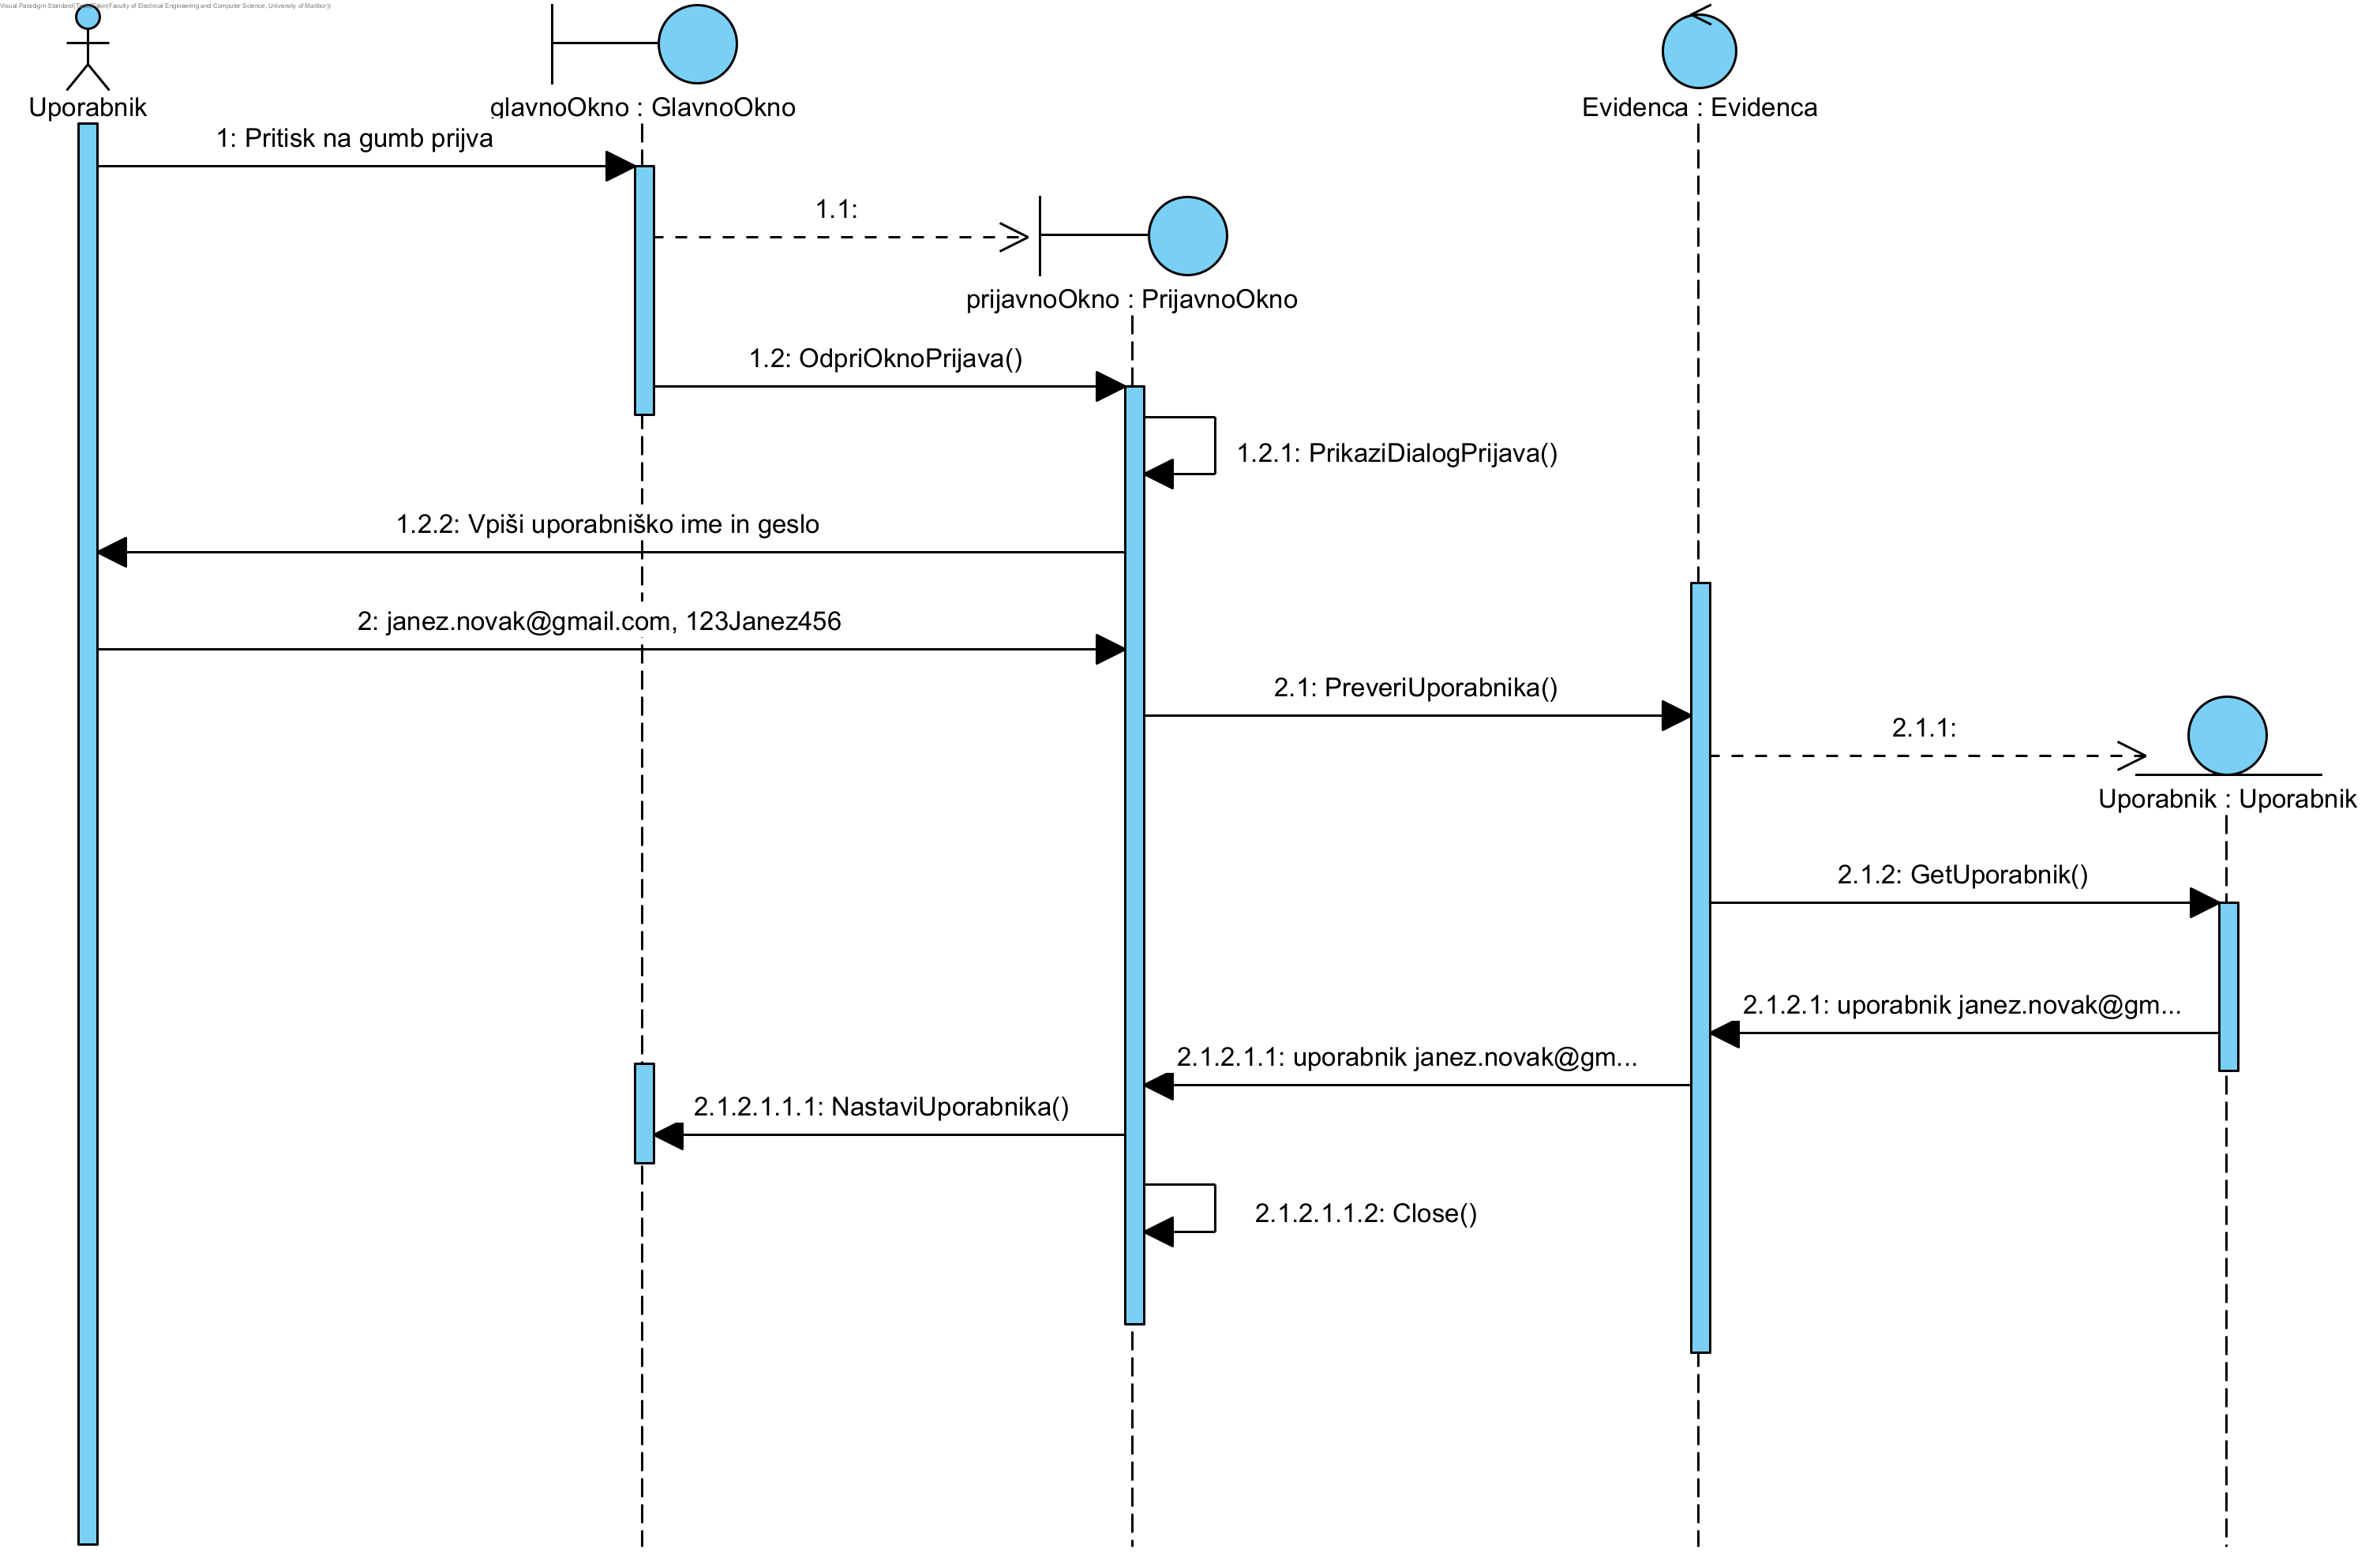 Visual Paradigm Standard(
(Faculty of Electrical Engineering and Computer Science, University of Maribor))
Uporabnik
glavnoOkno : GlavnoOkno
Evidenca : Evidenca
1: Pritisk na gumb prijva
1.1:
prijavnoOkno : PrijavnoOkno
1.2: OdpriOknoPrijava()
1.2.1: PrikaziDialogPrijava()
1.2.2: Vpiši uporabniško ime in geslo
2: janez.novak@gmail.com, 123Janez456
2.1: PreveriUporabnika()
2.1.1:
Uporabnik : Uporabnik
2.1.2: GetUporabnik()
2.1.2.1: uporabnik janez.novak@gm...
2.1.2.1.1: uporabnik janez.novak@gm...
2.1.2.1.1.1: NastaviUporabnika()
2.1.2.1.1.2: Close()